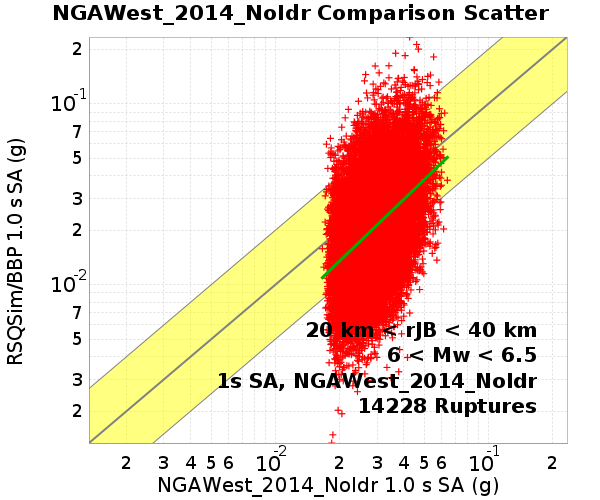 NGAWest_2014_NoIdr Comparison Scatter
RSQSim/BBP 1.0 s SA (g)
2
10-1
7
5
3
2
10-2
7
5
3
2
20 km < rJB < 40 km
6 < Mw < 6.5
1s SA, NGAWest_2014_NoIdr
14228 Ruptures
2 3 4 5 6 10-2 2 3 4 5 6 10-1 2
NGAWest_2014_NoIdr 1.0 s SA (g)